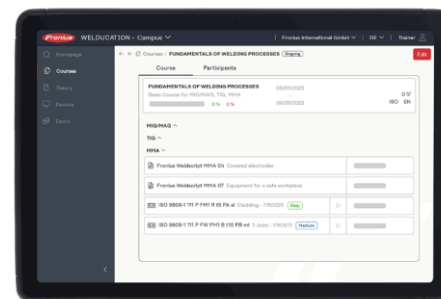 Fronius WELDUCATION - Campus
Fronius International GmbH DE Trainer
Homepage
Courses
Theory
Devices
Demo
Courses / FUNDAMENTALS OF WELDING PROCESSES Ongoing
Edit
Course Participants
FUNDAMENTALS OF WELDING PROCESSES
Basic Course for MIG/MAG, TIG, MMA
0 % 0 %
ISO EN
MIG/MAG
TIG
MMA
Fronius Weldscript MMA 04 Covered electrodes
Fronius Weldscript MMA 07 Equipment for a safe workplace
ISO 9606-1 111 P FM1 R t5 PA sl Cladding - FRO025 Easy
ISO 9606-1 111 P FW FM1 B t10 PB ml T-Joint - FRO011 Medium